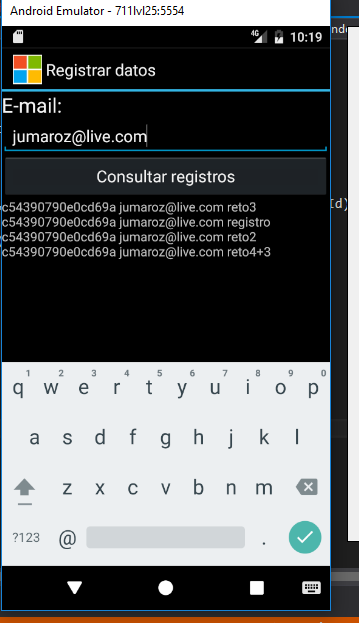 Android Emulator - 711lvl25:5554
4G 10:19
Registrar datos
E-mail:
jumaroz@live.com
Consultar registros
c54390790e0cd69a jumaroz@live.com reto3
c54390790e0cd69a jumaroz@live.com registro
c54390790e0cd69a jumaroz@live.com reto2
c54390790e0cd69a jumaroz@live.com reto4+3
1 2 3 4 5 6 7 8 9 0
q w e r t y u i o p
a s d f g h j k l
z x c v b n m
?123 @ .